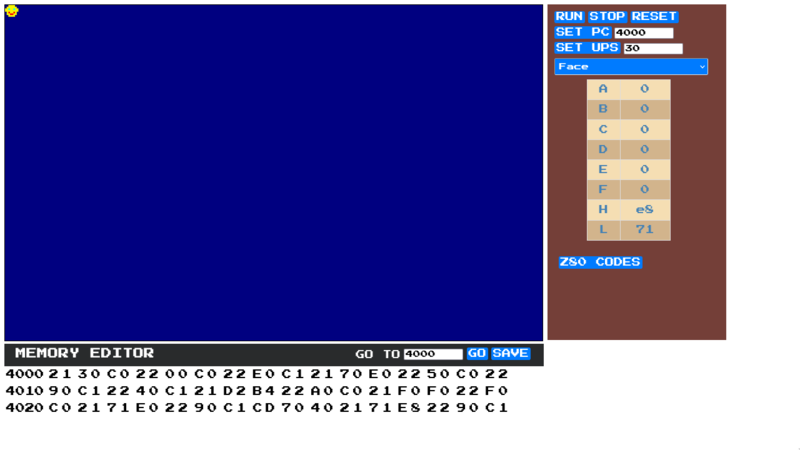 RUN STOP RESET
SET PC 4000
SET UPS 30
Face
A 0
B 0
C 0
D 0
E 0
F 0
H e8
L 71
Z80 CODES
MEMORY EDITOR GO TO 4000 GO SAVE
4000 21 30 C0 22 00 C0 22 E0 C1 21 70 E0 22 50 C0 22
4010 90 C1 22 40 C1 21 D2 B4 22 A0 C0 21 F0 F0 22 F0
4020 C0 21 71 E0 22 90 C1 CD 70 40 21 71 E8 22 90 C1